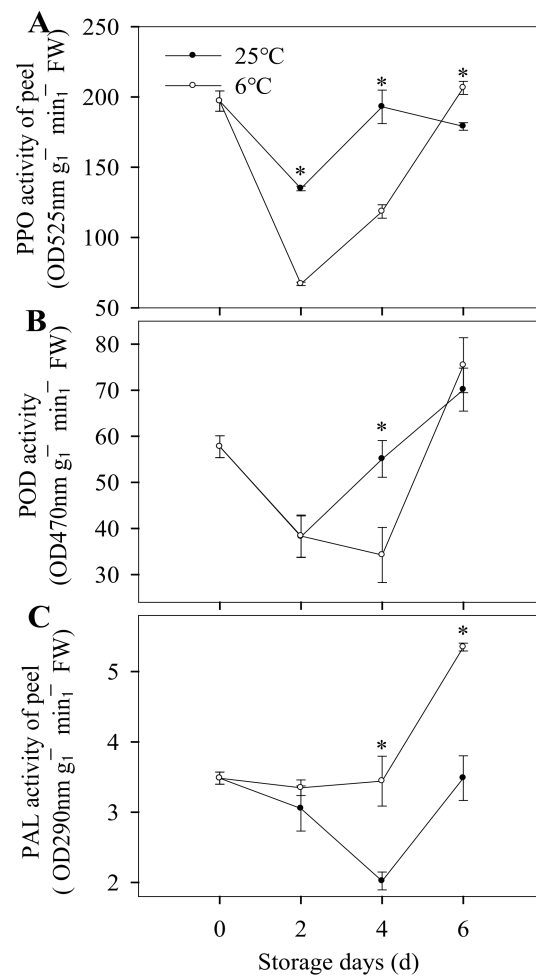 A
250
200
150
100
50
PPO activity of peel
(OD525nm g₁¯ min₁¯ FW)
25℃
6℃
*
*
*
B
80
70
60
50
40
30
POD activity
(OD470nm g₁¯ min₁¯ FW)
*
C
5
4
3
2
PAL activity of peel
( OD290nm g₁¯ min₁¯ FW)
*
*
0 2 4 6
Storage days (d)